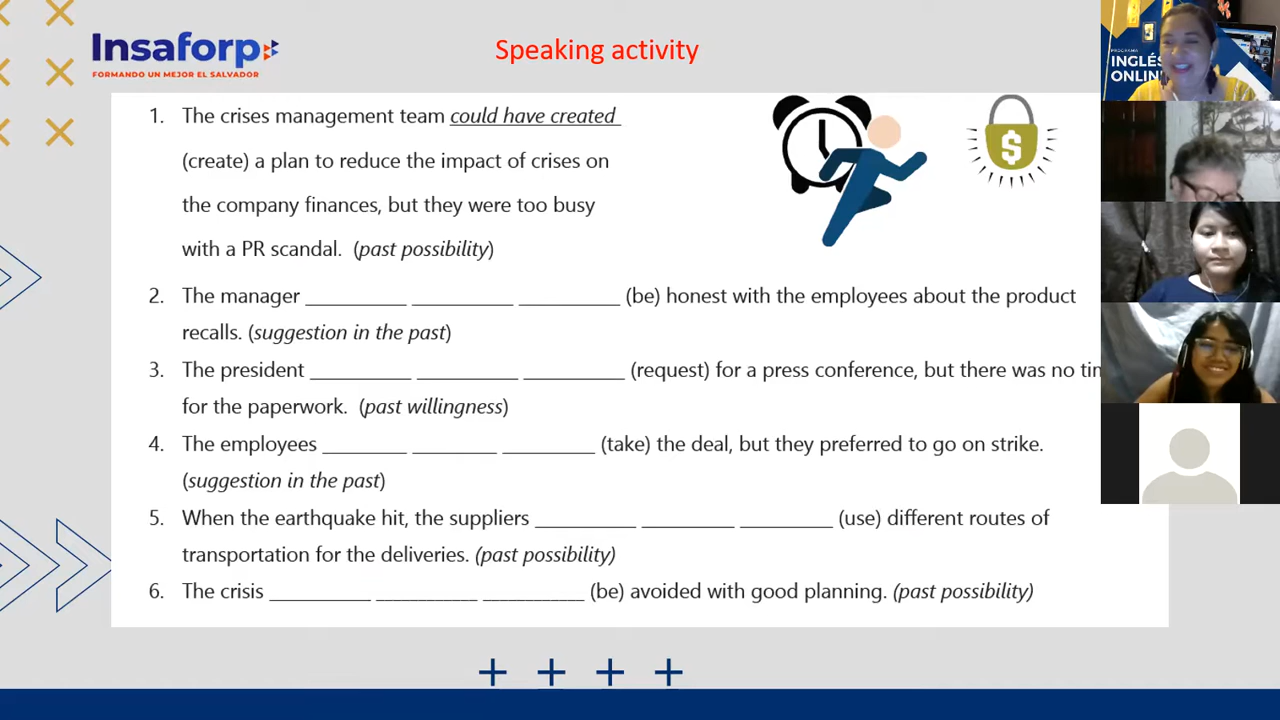 Insaforp
FORMANDO UN MEJOR EL SALVADOR
Speaking activity
PROGRAMA
INGLÉS
ONLINE
1. The crises management team could have created
(create) a plan to reduce the impact of crises on
the company finances, but they were too busy
with a PR scandal. (past possibility)
$
2. The manager __________ __________ __________ (be) honest with the employees about the product
recalls. (suggestion in the past)
3. The president __________ __________ __________ (request) for a press conference, but there was no
for the paperwork. (past willingness)
4. The employees ________ ________ _________ (take) the deal, but they preferred to go on strike.
(suggestion in the past)
5. When the earthquake hit, the suppliers __________ _________ _________ (use) different routes of
transportation for the deliveries. (past possibility)
6. The crisis __________ __________ __________ (be) avoided with good planning. (past possibility)